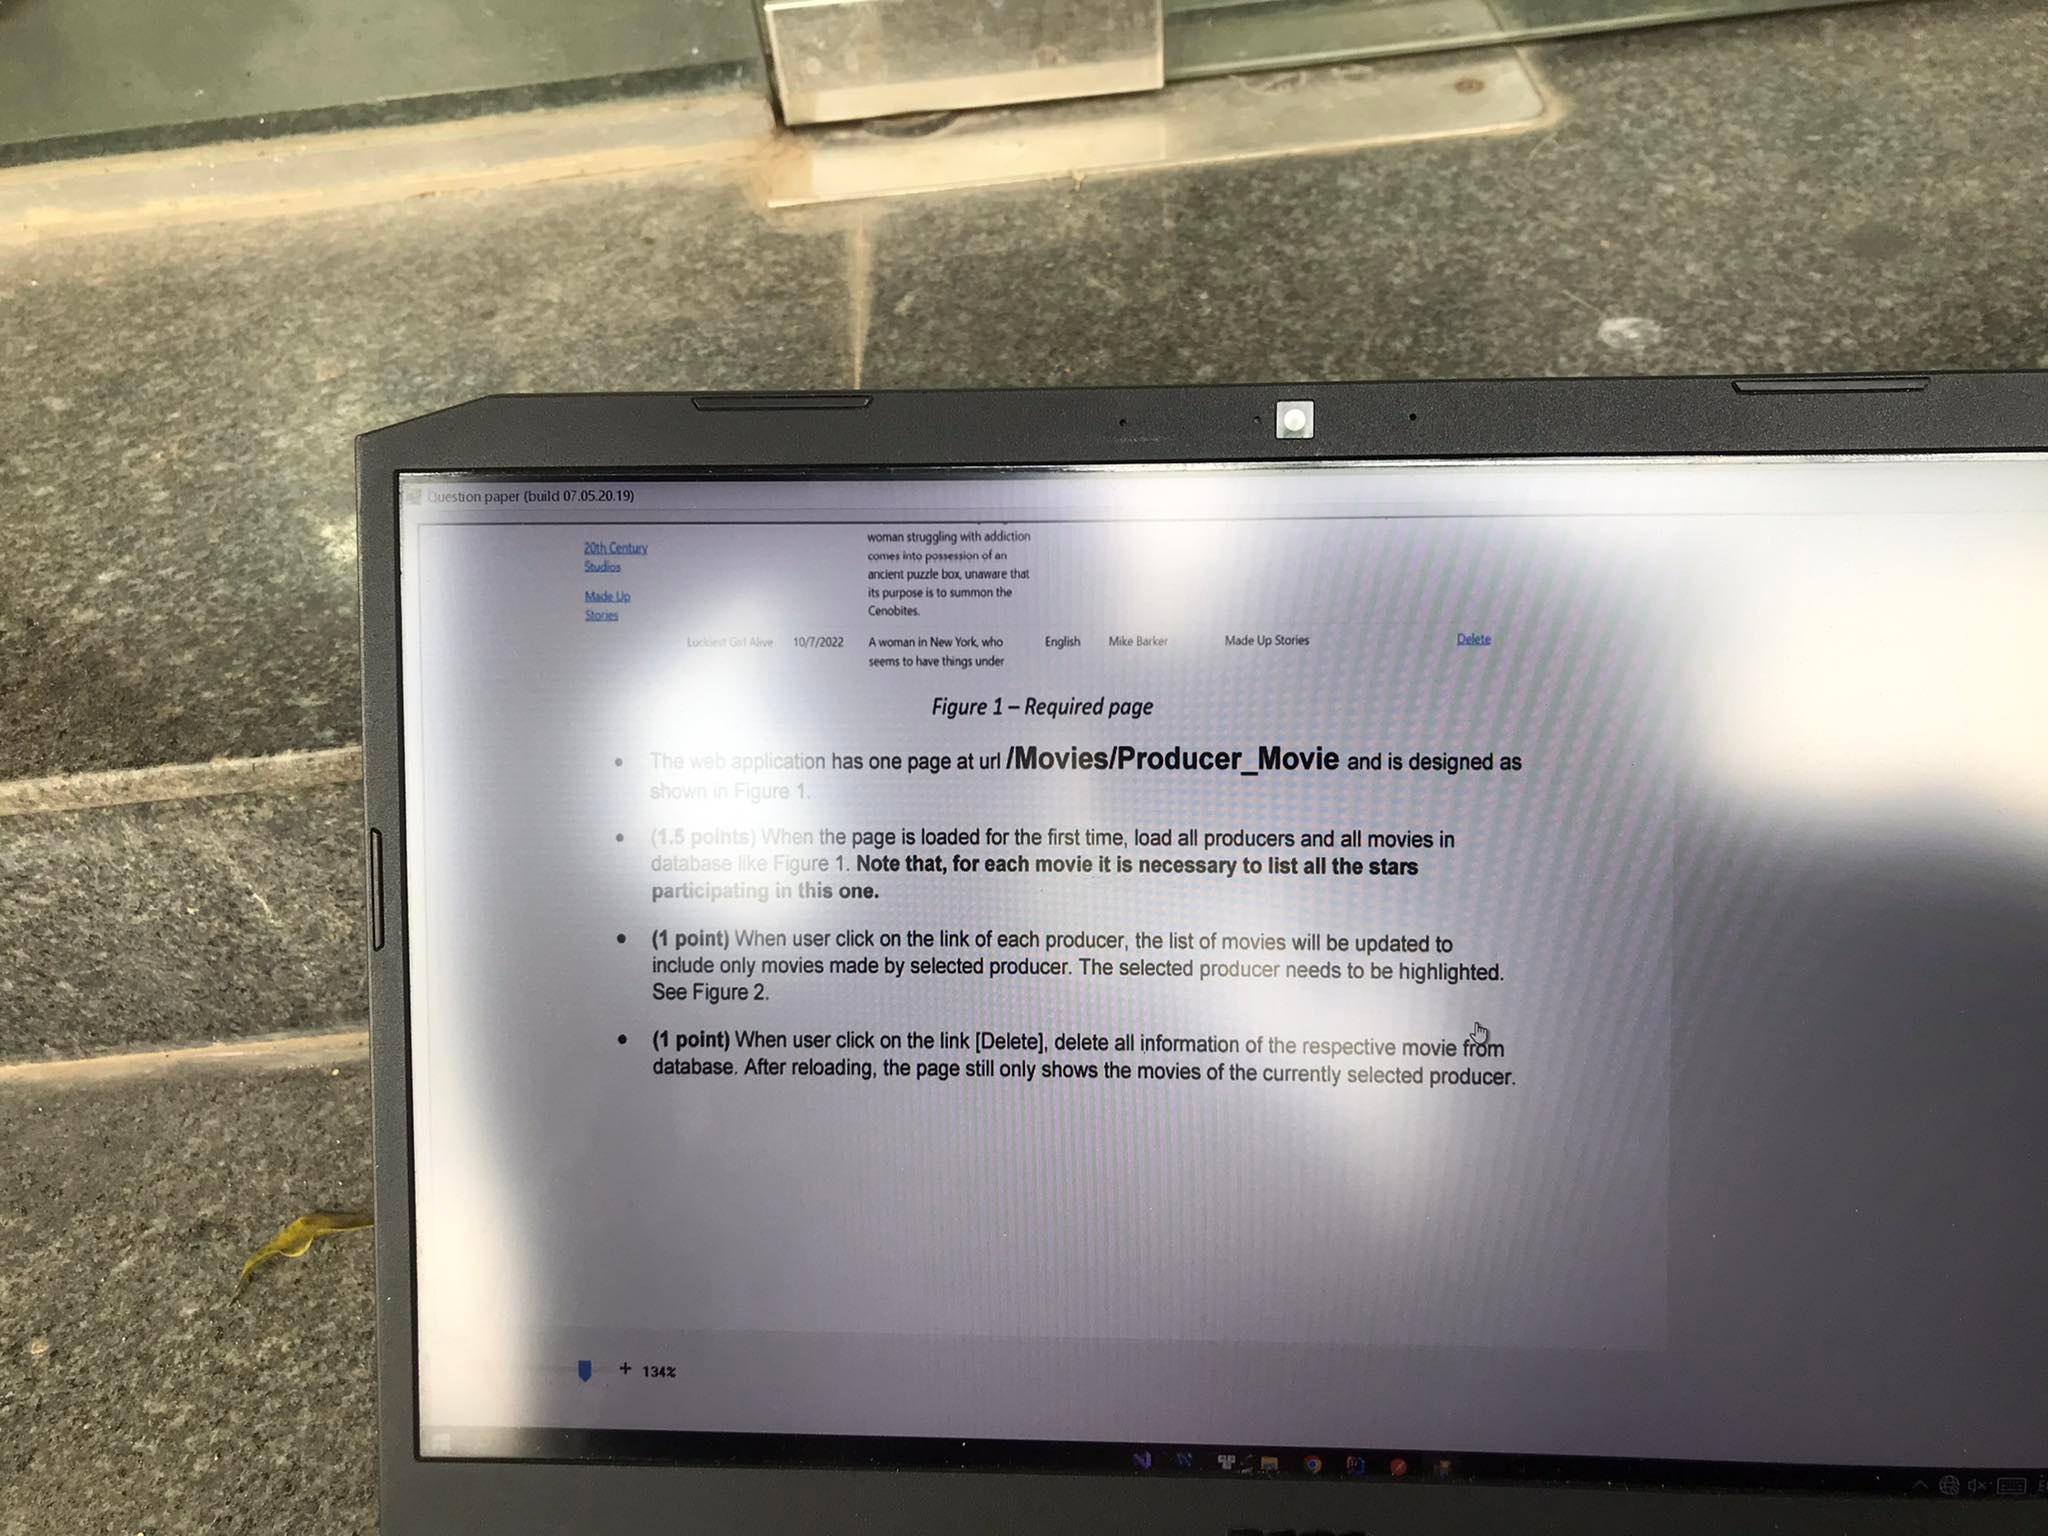 Question paper (build 07.05.20.19)
20th Century
Studios
Made Up
Stories
woman struggling with addiction
comes into possession of an
ancient puzzle box, unaware that
its purpose is to summon the
Cenobites.
Luckiest Girl Alive 10/7/2022 A woman in New York, who English Mike Barker Made Up Stories Delete
seems to have things under
Figure 1 – Required page
• The web application has one page at url /Movies/Producer_Movie and is designed as
shown in Figure 1.
• (1.5 points) When the page is loaded for the first time, load all producers and all movies in
database like Figure 1. Note that, for each movie it is necessary to list all the stars
participating in this one.
• (1 point) When user click on the link of each producer, the list of movies will be updated to
include only movies made by selected producer. The selected producer needs to be highlighted.
See Figure 2.
• (1 point) When user click on the link [Delete], delete all information of the respective movie from
database. After reloading, the page still only shows the movies of the currently selected producer.
+ 134%